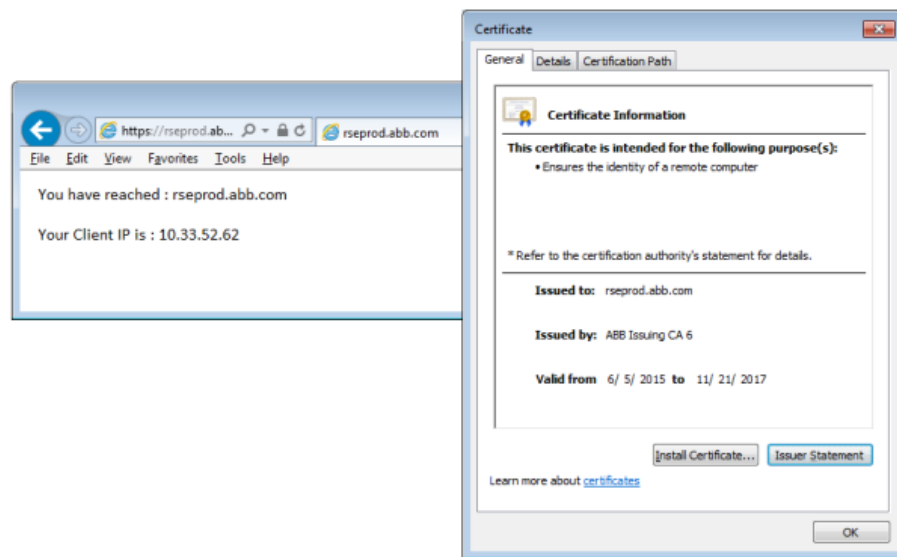 https://rseprod.ab...
rseprod.abb.com
File Edit View Favorites Tools Help
You have reached : rseprod.abb.com
Your Client IP is : 10.33.52.62
Certificate
General Details Certification Path
Certificate Information
This certificate is intended for the following purpose(s):
• Ensures the identity of a remote computer
* Refer to the certification authority's statement for details.
Issued to: rseprod.abb.com
Issued by: ABB Issuing CA 6
Valid from 6/ 5/ 2015 to 11/ 21/ 2017
Install Certificate... Issuer Statement
Learn more about certificates
OK